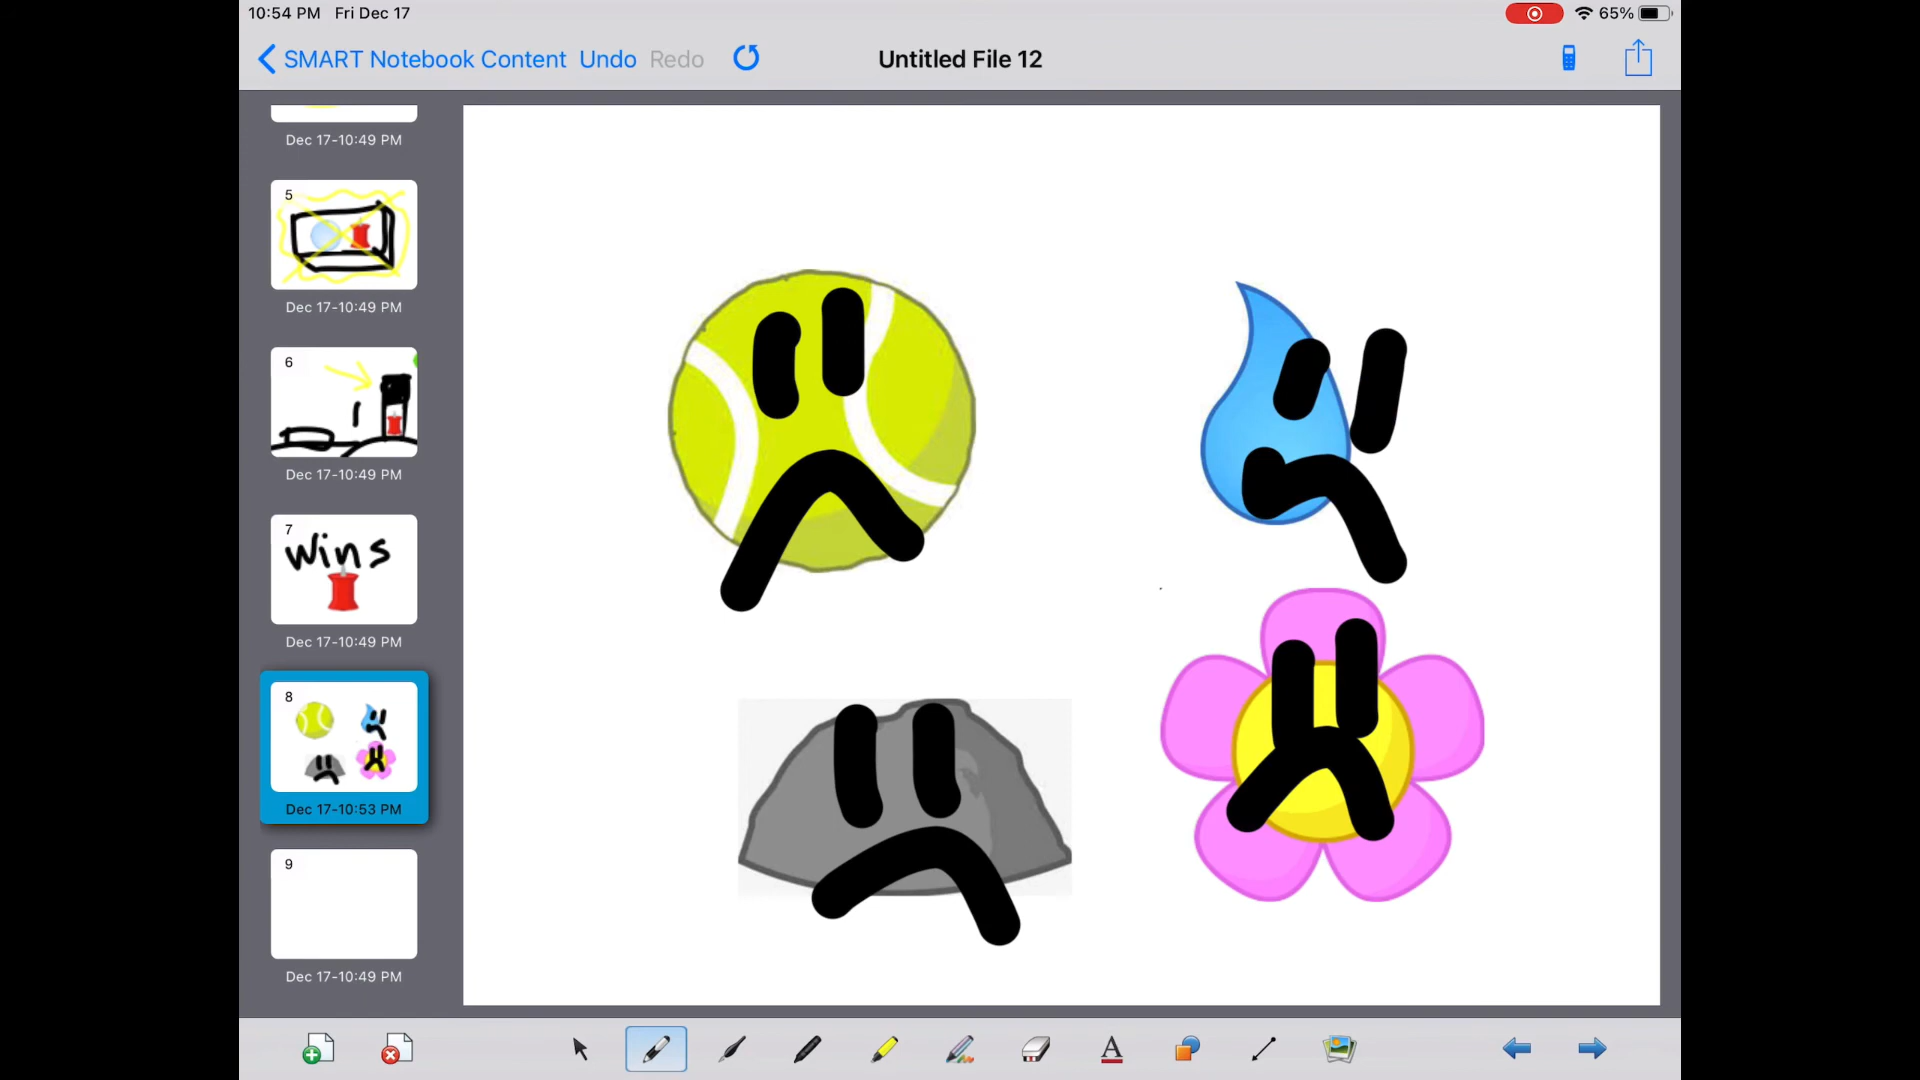 10:54 PM Fri Dec 17 65%
SMART Notebook Content Undo Redo Untitled File 12
Dec 17-10:49 PM
5
Dec 17-10:49 PM
6
Dec 17-10:49 PM
7
wins
Dec 17-10:49 PM
8
Dec 17-10:53 PM
9
Dec 17-10:49 PM
A